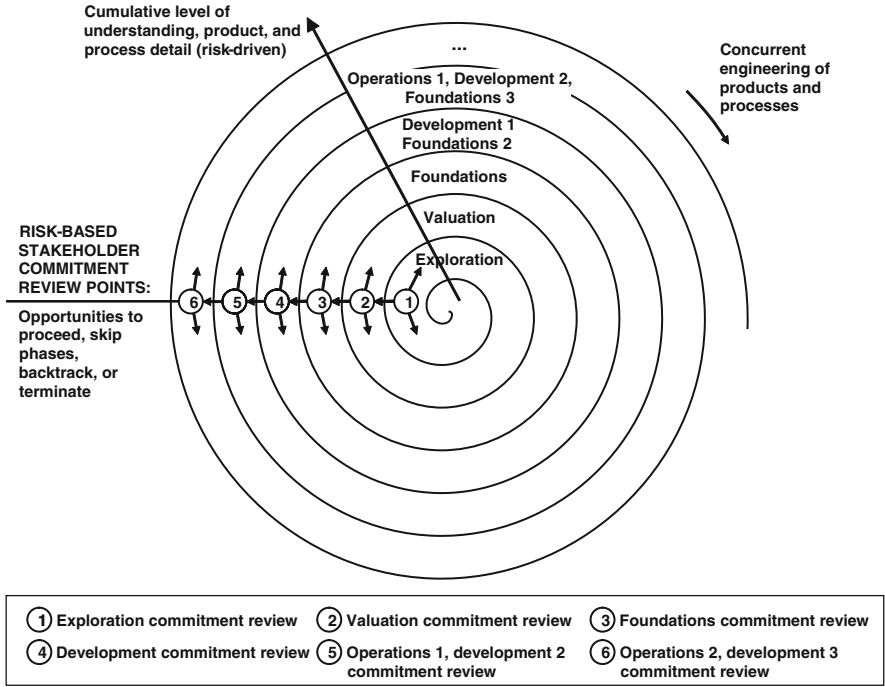 Cumulative level of
understanding, product, and
process detail (risk-driven)
Concurrent
engineering of
products and
processes
...
Operations 1, Development 2,
Foundations 3
Development 1
Foundations 2
Foundations
Valuation
Exploration
RISK-BASED
STAKEHOLDER
COMMITMENT
REVIEW POINTS:
6 5 4 3 2 1
Opportunities to
proceed, skip
phases,
backtrack, or
terminate
1 Exploration commitment review
2 Valuation commitment review
3 Foundations commitment review
4 Development commitment review
5 Operations 1, development 2
commitment review
6 Operations 2, development 3
commitment review